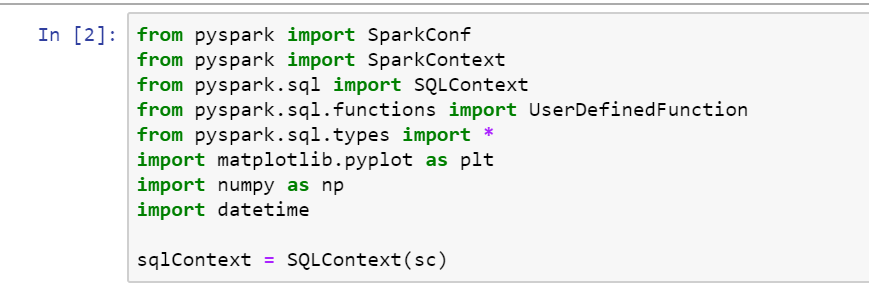 In [2]: from pyspark import SparkConf
from pyspark import SparkContext
from pyspark.sql import SQLContext
from pyspark.sql.functions import UserDefinedFunction
from pyspark.sql.types import *
import matplotlib.pyplot as plt
import numpy as np
import datetime
sqlContext = SQLContext(sc)